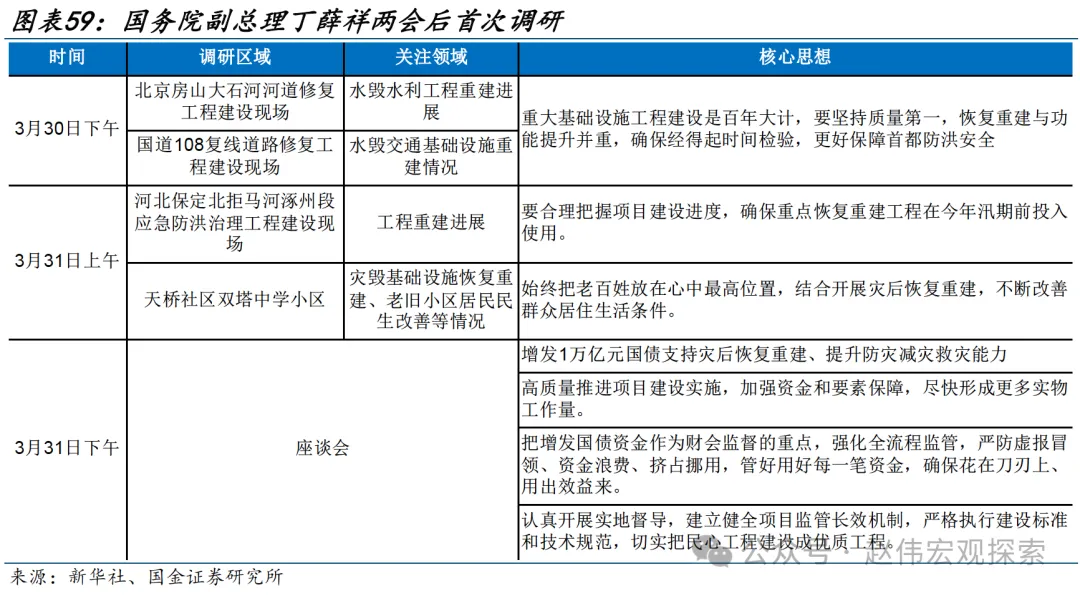 图表59：国务院副总理丁薛祥两会后首次调研
时间
调研区域
关注领域
核心思想
3月30日下午
北京房山大石河河道修复
工程建设现场
水毁水利工程重建进
展
重大基础设施工程建设是百年大计，要坚持质量第一，恢复重建与功
能提升并重，确保经得起时间检验，更好保障首都防洪安全
国道108复线道路修复工
程建设现场
水毁交通基础设施重
建情况
3月31日上午
河北保定北拒马河涿州段
应急防洪治理工程建设现
场
工程重建进展
要合理把握项目建设进度，确保重点恢复重建工程在今年汛期前投入
使用。
天桥社区双塔中学小区
灾毁基础设施恢复重
建、老旧小区居民民
生改善等情况
始终把老百姓放在心中最高位置，结合开展灾后恢复重建，不断改善
群众居住生活条件。
3月31日下午
座谈会
增发1万亿元国债支持灾后恢复重建、提升防灾减灾救灾能力
高质量推进项目建设实施，加强资金和要素保障，尽快形成更多实物
工作量。
把增发国债资金作为财会监督的重点，强化全流程监管，严防虚报冒
领、资金浪费、挤占挪用，管好用好每一笔资金，确保花在刀刃上、
用出效益来。
认真开展实地督导，建立健全项目监管长效机制，严格执行建设标准
和技术规范，切实把民心工程建设成优质工程。
公众号·赵伟宏观探索
来源：新华社、国金证券研究所